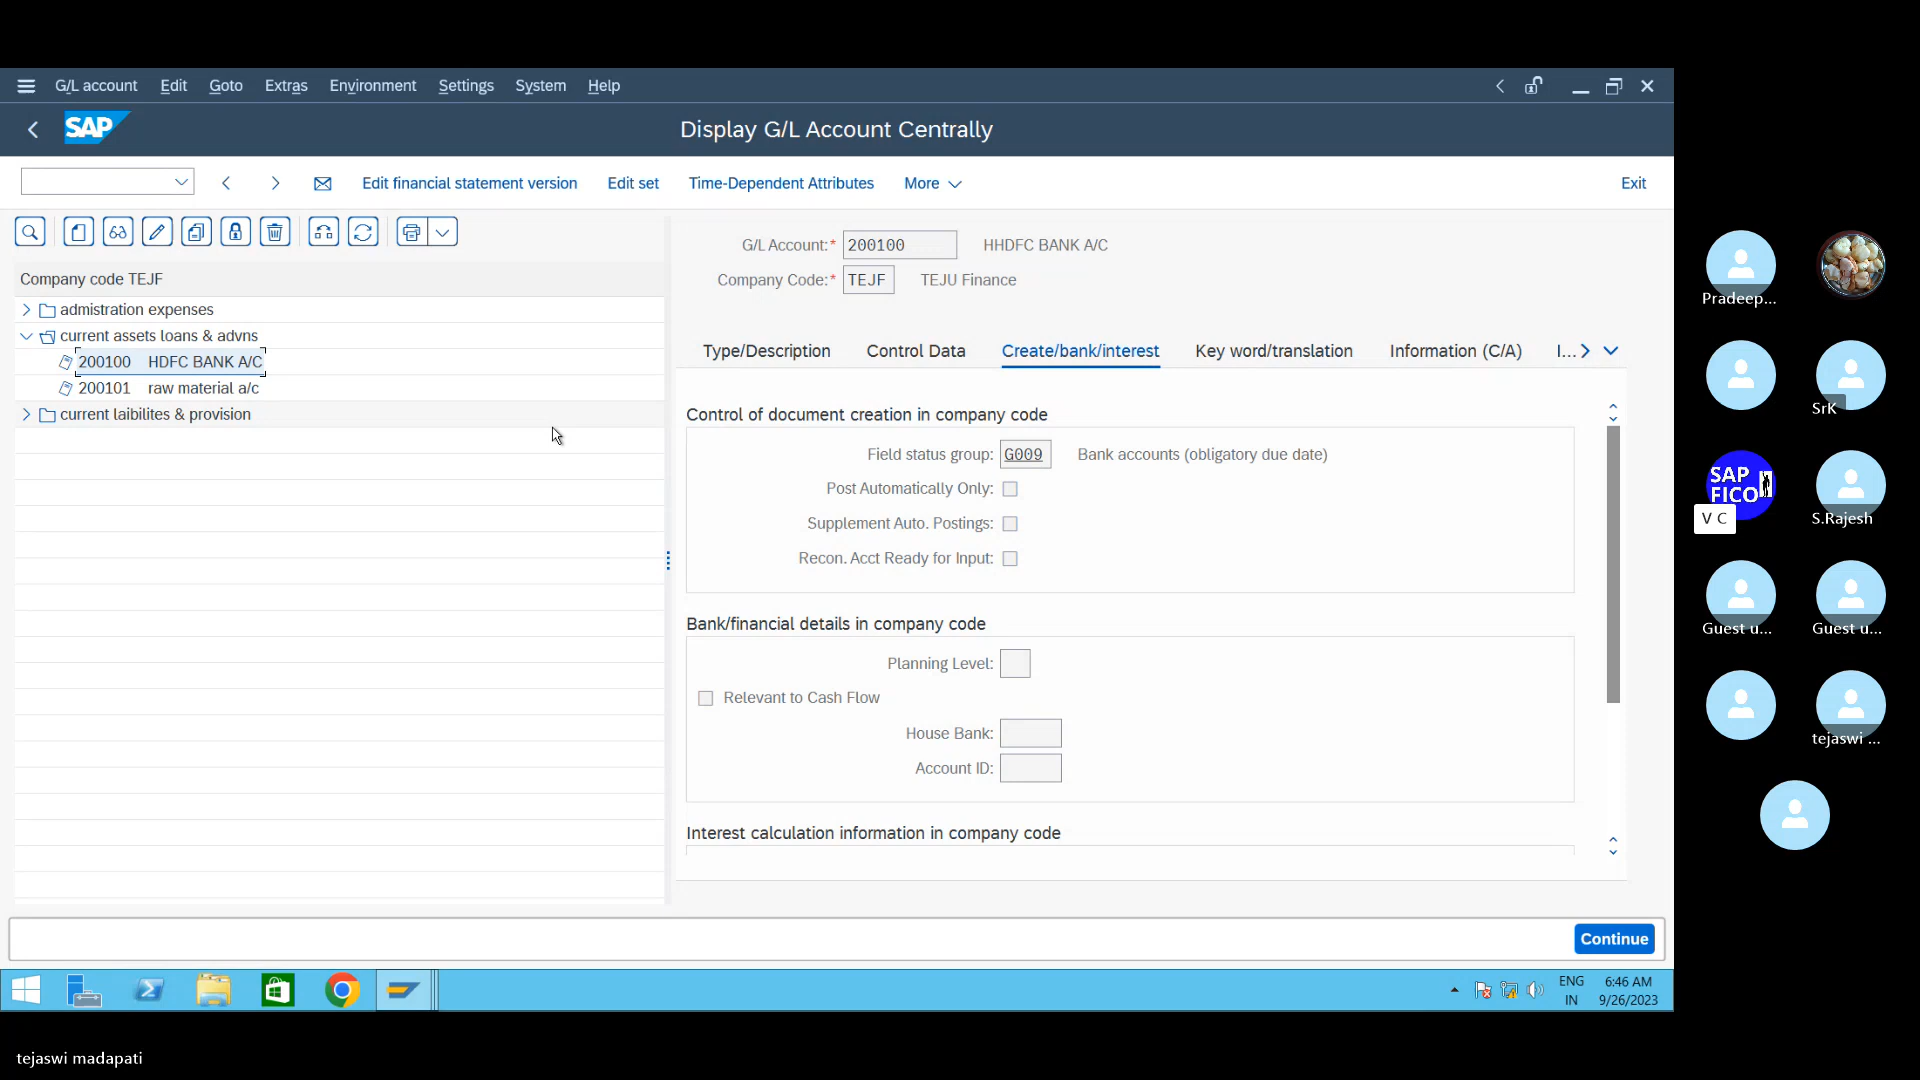 G/L account Edit Goto Extras Environment Settings System Help
SAP Display G/L Account Centrally
Edit financial statement version Edit set Time-Dependent Attributes More Exit
G/L Account:* 200100 HHDFC BANK A/C
Company Code:* TEJF TEJU Finance
Company code TEJF
admistration expenses
current assets loans & advns
200100 HDFC BANK A/C
200101 raw material a/c
current laibilites & provision
Type/Description Control Data Create/bank/interest Key word/translation Information (C/A) I...
Control of document creation in company code
Field status group: G009 Bank accounts (obligatory due date)
Post Automatically Only:
Supplement Auto. Postings:
Recon. Acct Ready for Input:
Bank/financial details in company code
Planning Level:
Relevant to Cash Flow
House Bank:
Account ID:
Interest calculation information in company code
Continue
ENG
IN
6:46 AM
9/26/2023
Pradeep...
SrK
SAP
FICO
V C
S.Rajesh
Guest u...
Guest u...
tejaswi ...
tejaswi madapati